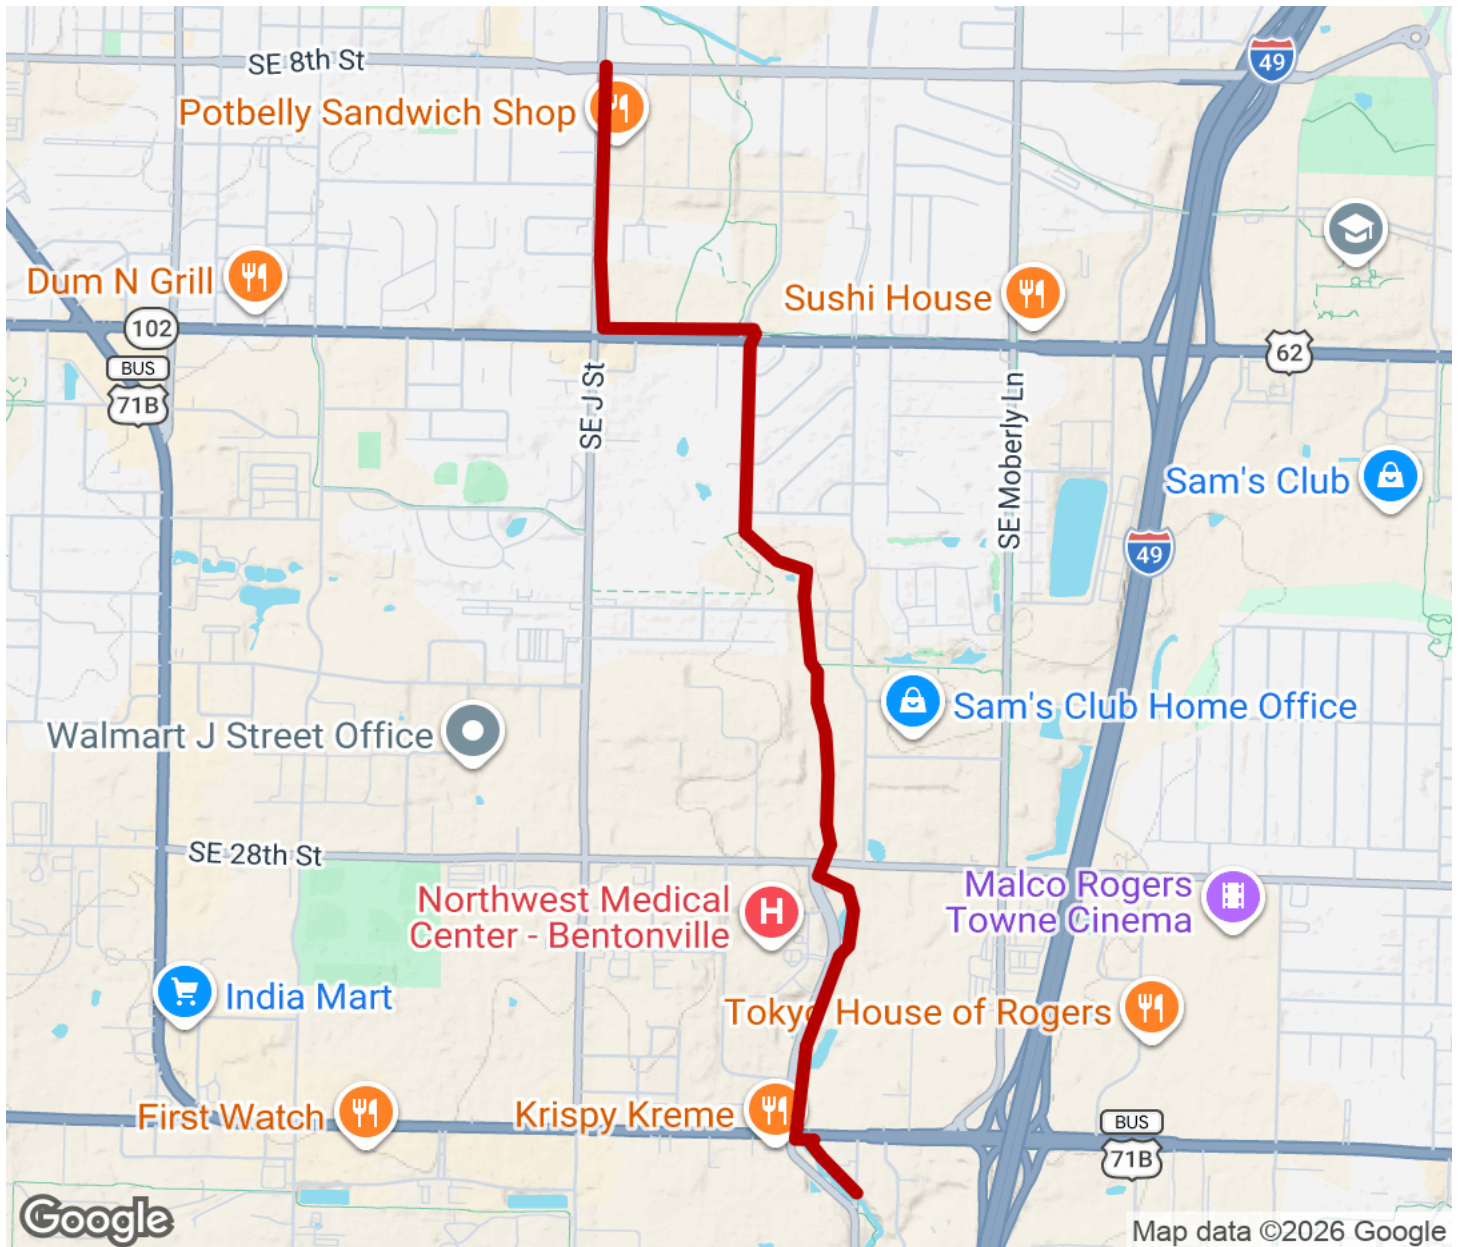 SE 8th St
49
Potbelly Sandwich Shop
Dum N Grill
Sushi House
102
62
BUS
71B
SE J St
SE Moberly Ln
Sam's Club
49
Sam's Club Home Office
Walmart J Street Office
SE 28th St
Malco Rogers
Towne Cinema
Northwest Medical
Center - Bentonville
H
India Mart
Tokyo House of Rogers
First Watch
Krispy Kreme
BUS
71B
Google
Map data ©2026 Google